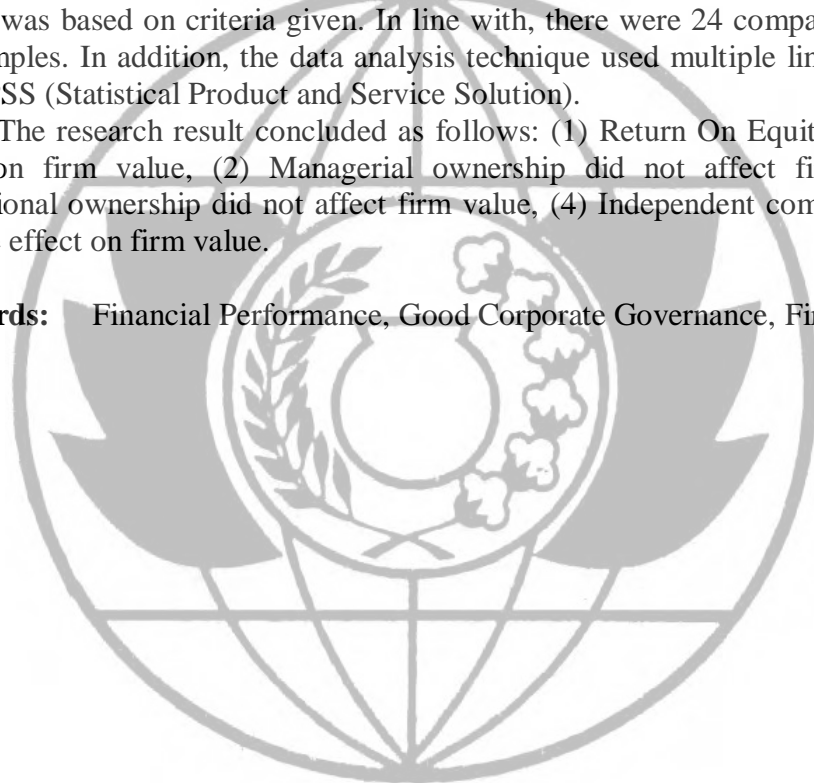 was based on criteria given. In line with, there were 24 compa
nples. In addition, the data analysis technique used multiple lin
PSS (Statistical Product and Service Solution).
The research result concluded as follows: (1) Return On Equit
on firm value, (2) Managerial ownership did not affect fi
ional ownership did not affect firm value, (4) Independent com
effect on firm value.
rds: Financial Performance, Good Corporate Governance, Fir